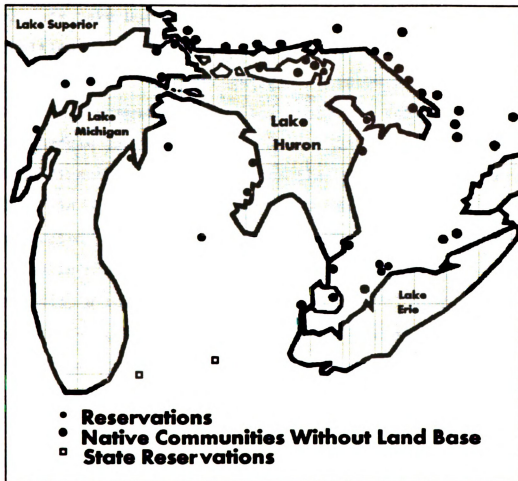 Lake Superior
Lake
Michigan
Lake
Huron
Lake
Erie
Reservations
Native Communities Without Land Base
State Reservations